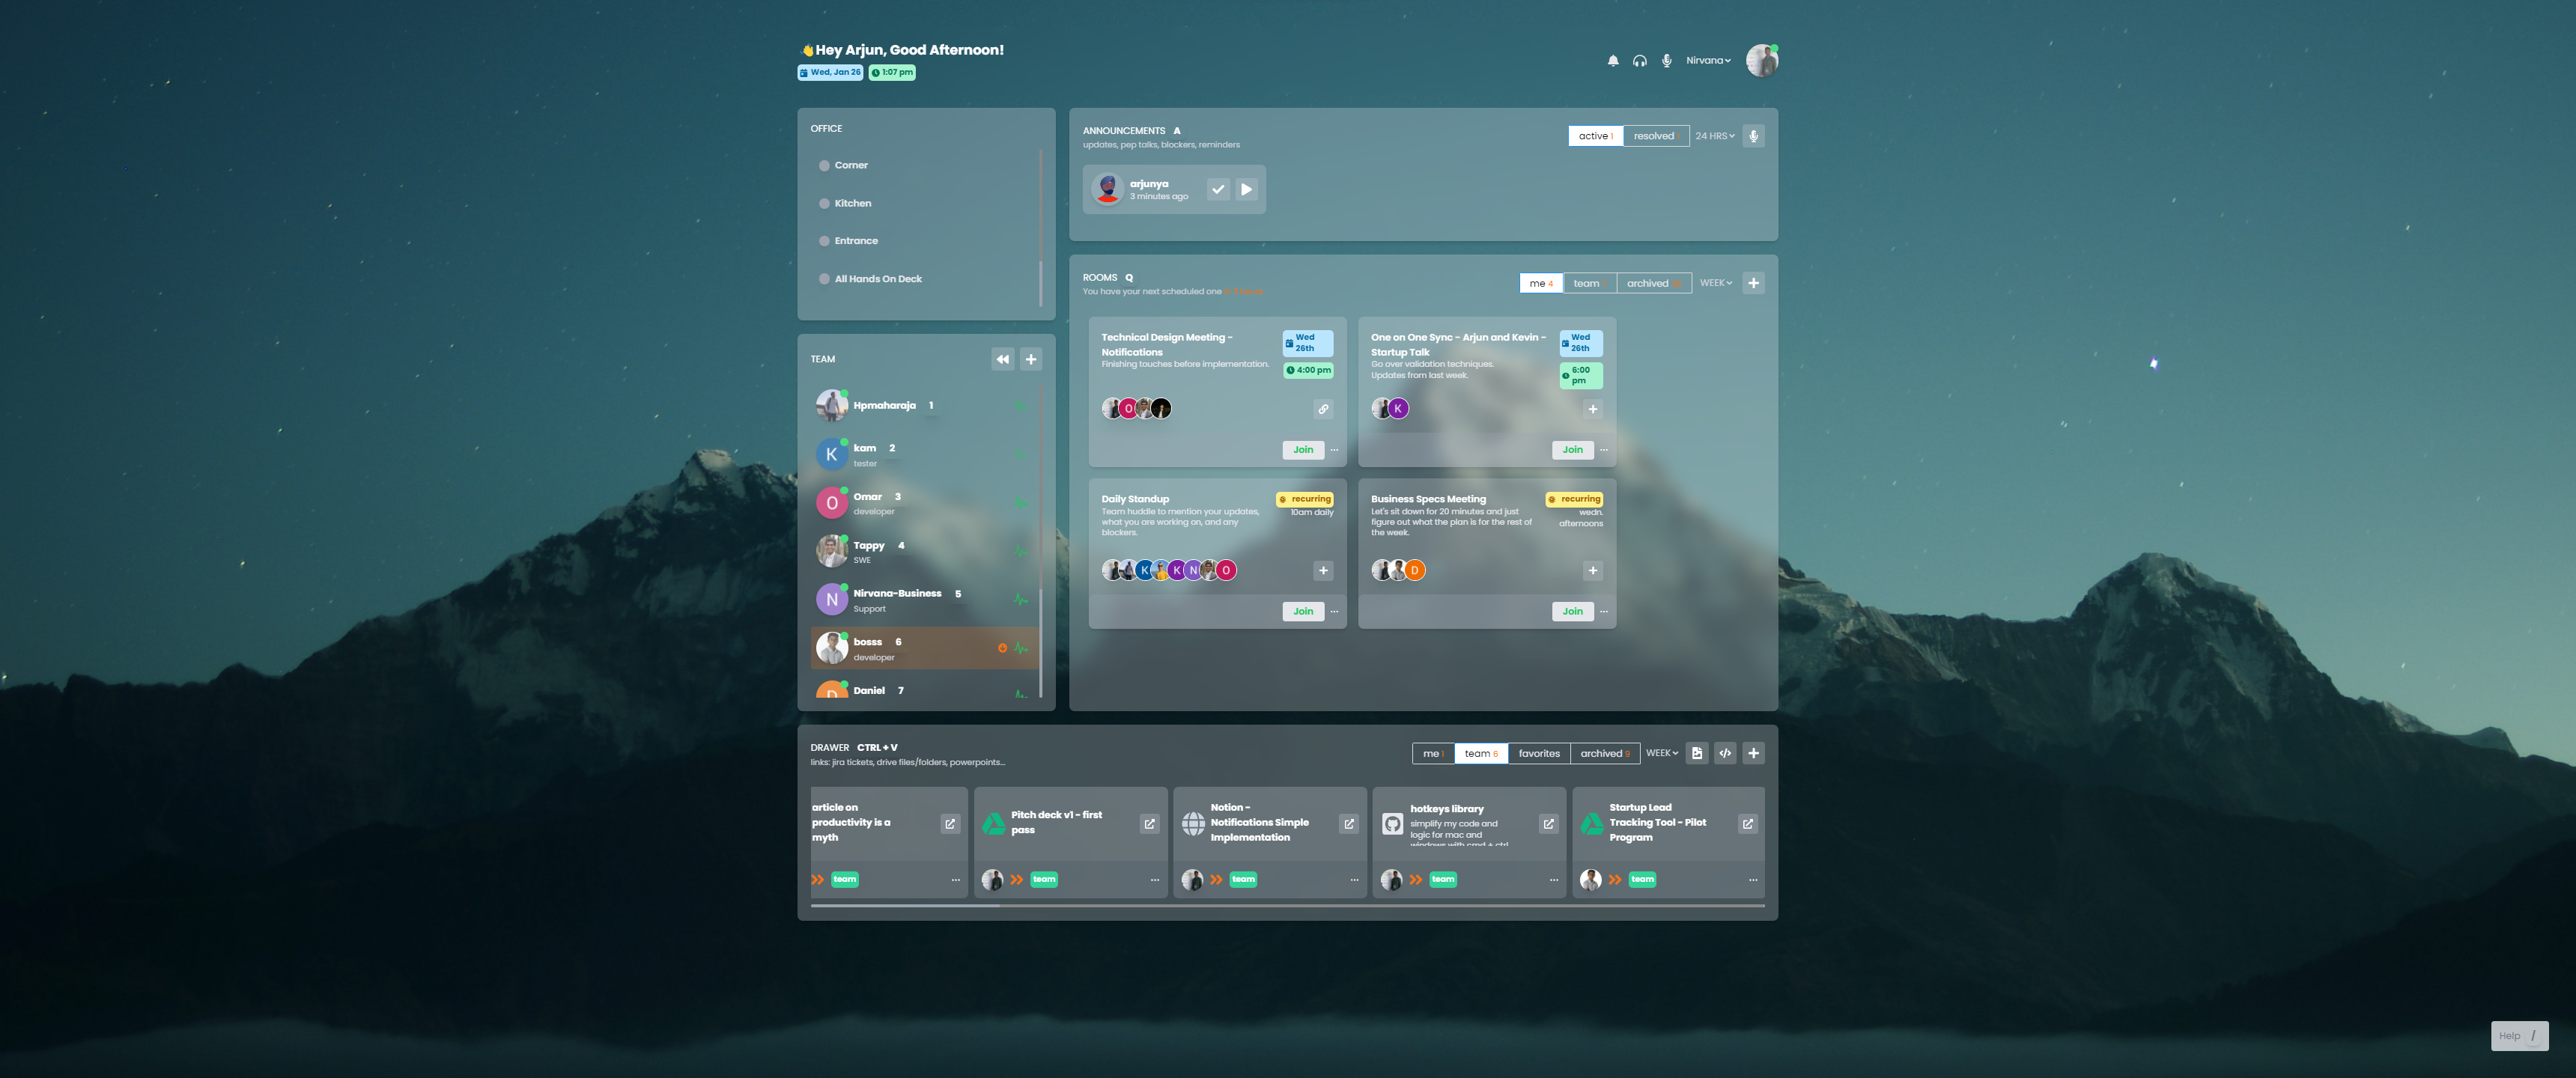 Hey Arjun, Good Afternoon!
Wed, Jan 26
1:07 pm
Nirvana
OFFICE
Corner
Kitchen
Entrance
All Hands On Deck
ANNOUNCEMENTS A
updates, pep talks, blockers, reminders
active 1
resolved
24 HRS
arjunya
3 minutes ago
TEAM
Hpmaharaja 1
K
kam 2
tester
O
Omar 3
developer
Tappy 4
SWE
N
Nirvana-Business 5
Support
bosss 6
developer
D
Daniel 7
ROOMS Q
You have your next scheduled one
me 4
team
archived
WEEK
Technical Design Meeting -
Notifications
Finishing touches before implementation.
Wed
26th
4:00 pm
O
Join
One on One Sync - Arjun and Kevin -
Startup Talk
Go over validation techniques.
Updates from last week.
Wed
26th
6:00
pm
K
Join
Daily Standup
Team huddle to mention your updates,
what you are working on, and any
blockers.
recurring
10am daily
K
K
N
O
Join
Business Specs Meeting
Let's sit down for 20 minutes and just
figure out what the plan is for the rest of
the week.
recurring
wedn.
afternoons
D
Join
DRAWER CTRL + V
links: jira tickets, drive files/folders, powerpoints...
me 1
team 6
favorites
archived 9
WEEK
article on
productivity is a
myth
team
Pitch deck v1 - first
pass
team
Notion -
Notifications Simple
Implementation
team
hotkeys library
simplify my code and
logic for mac and
windows with cmd + ctrl
team
Startup Lead
Tracking Tool - Pilot
Program
team
Help /